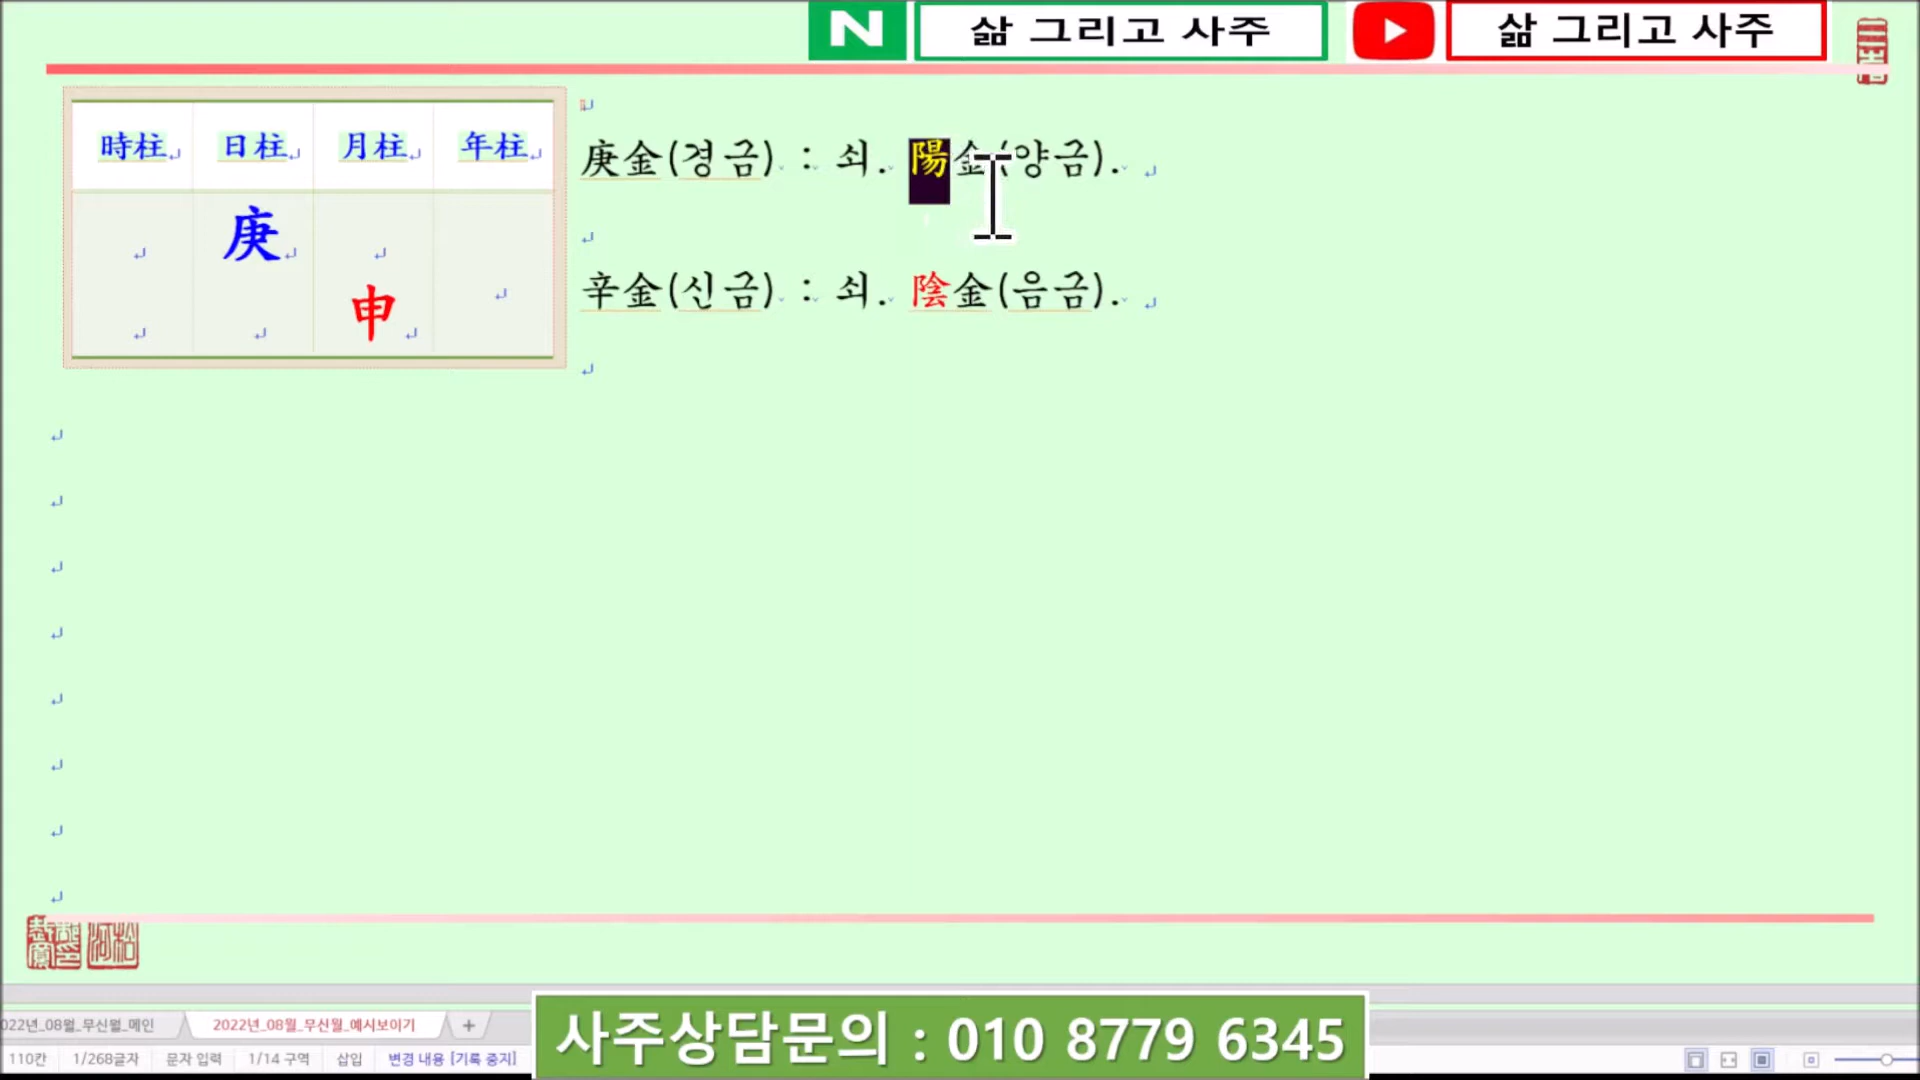 N 삶 그리고 사주 삶 그리고 사주
時柱 日柱 月柱 年柱
庚
申
庚金(경금) : 쇠. 陽金(양금).
辛金(신금) : 쇠. 陰金(음금).
022년_08월_무신월_메인 2022년_08월_무신월_예시보이기 +
110칸 1/268글자 문자 입력 1/14 구역 삽입 변경 내용 [기록 중지]
사주상담문의 : 010 8779 6345